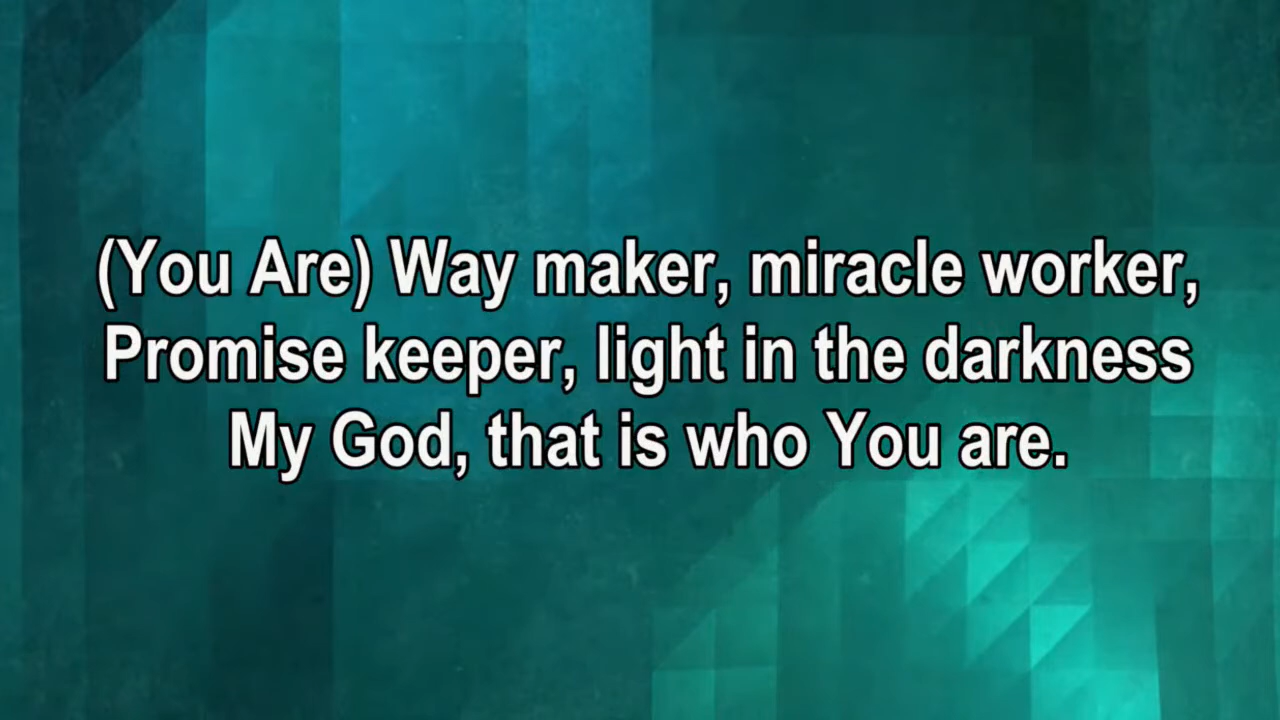 (You Are) Way maker, miracle worker,
Promise keeper, light in the darkness
My God, that is who You are.